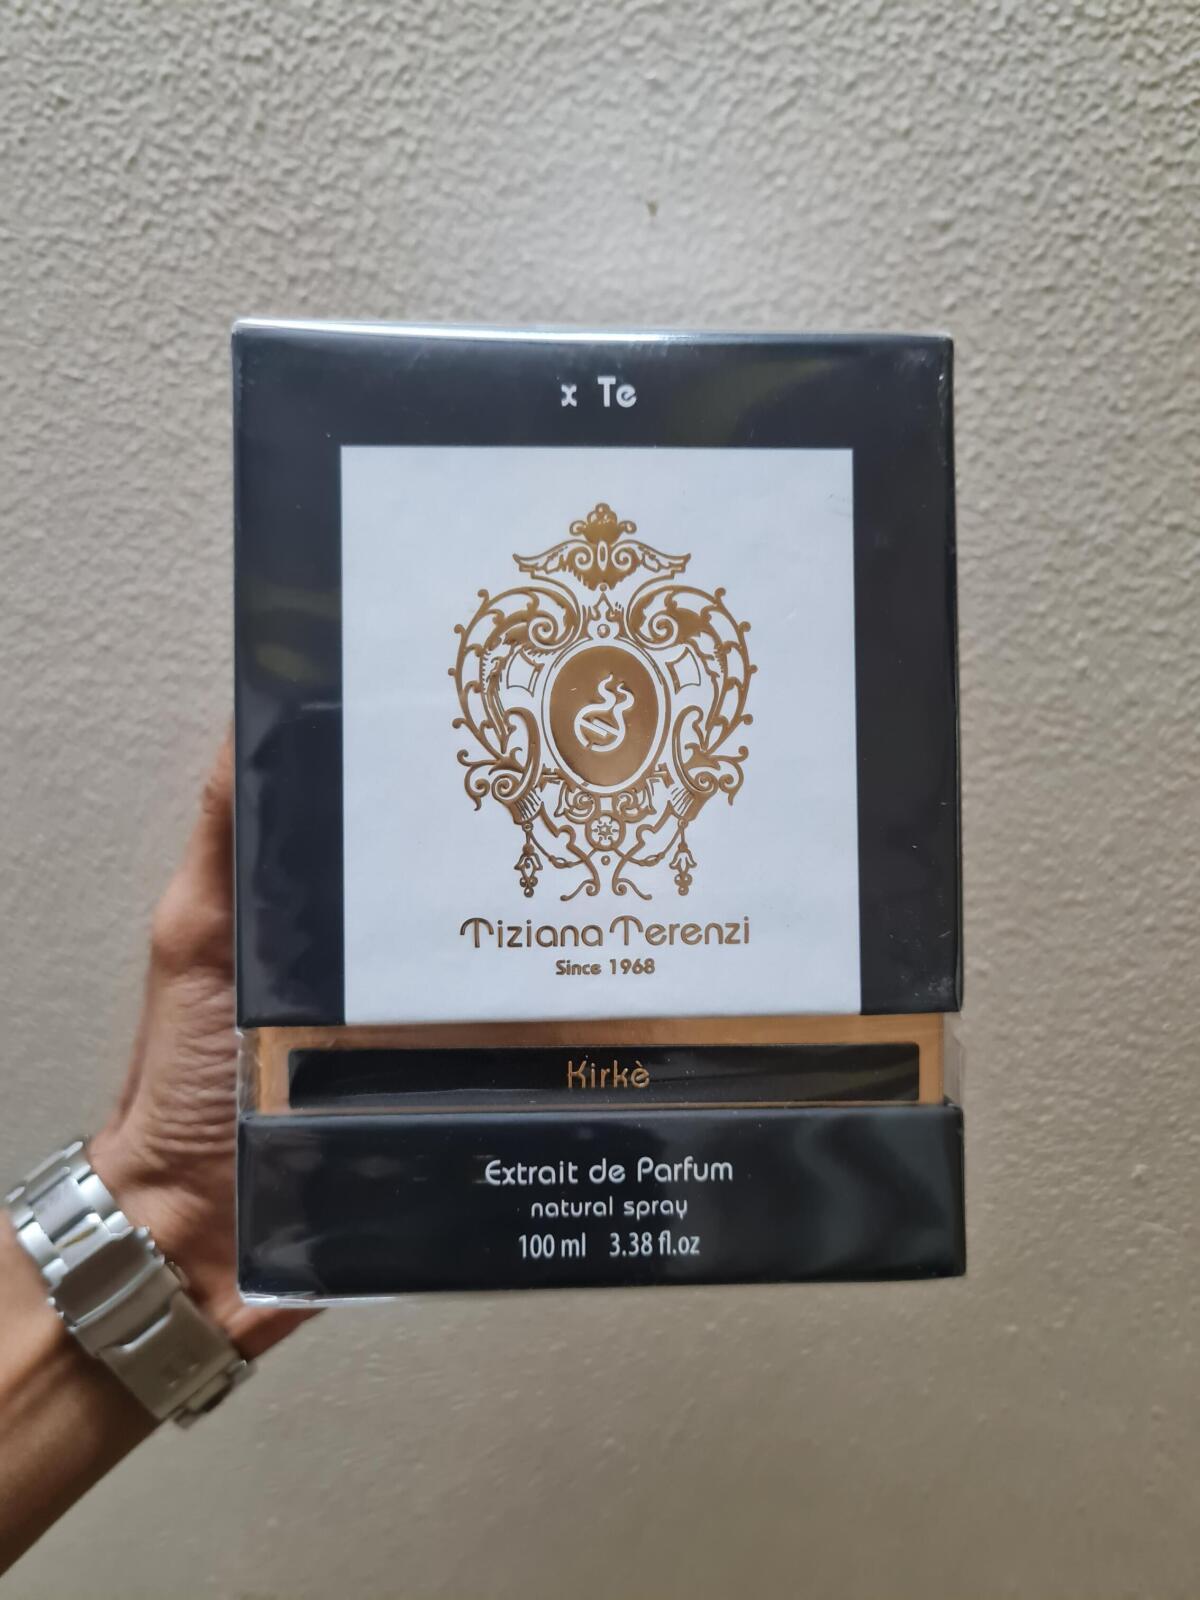 x Te
Tiziana Terenzi
Since 1968
Kirkè
Extrait de Parfum
natural spray
100 ml 3.38 fl.oz